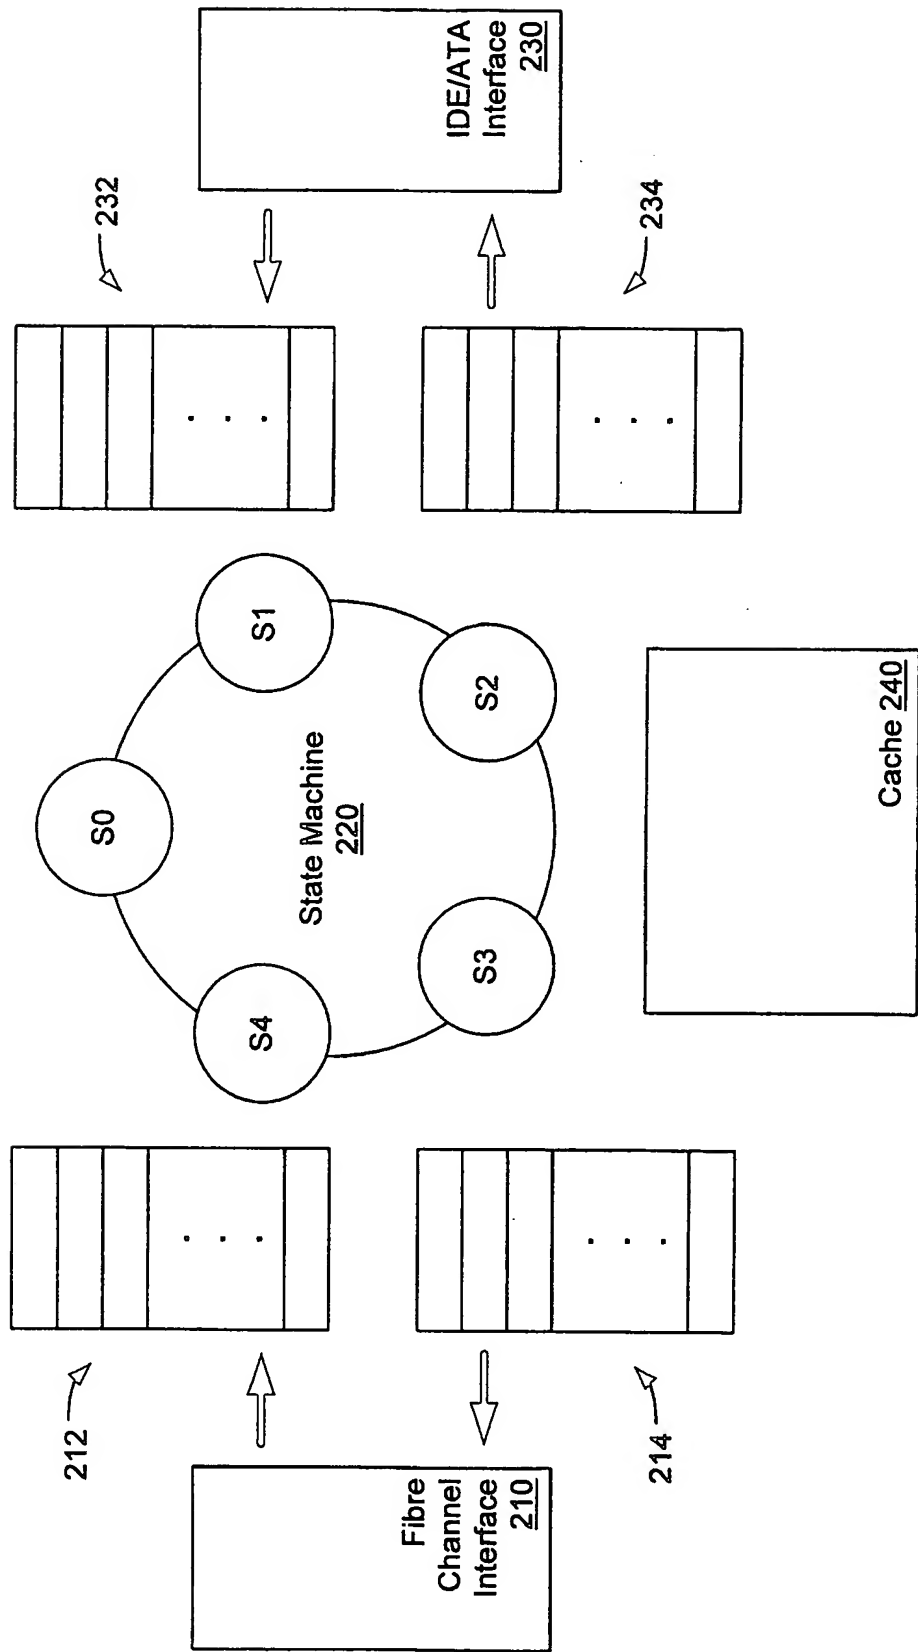 212
232
S0
S4
S1
State Machine
220
S3
S2
Fibre
Channel
Interface
210
IDE/ATA
Interface
230
214
234
Cache 240